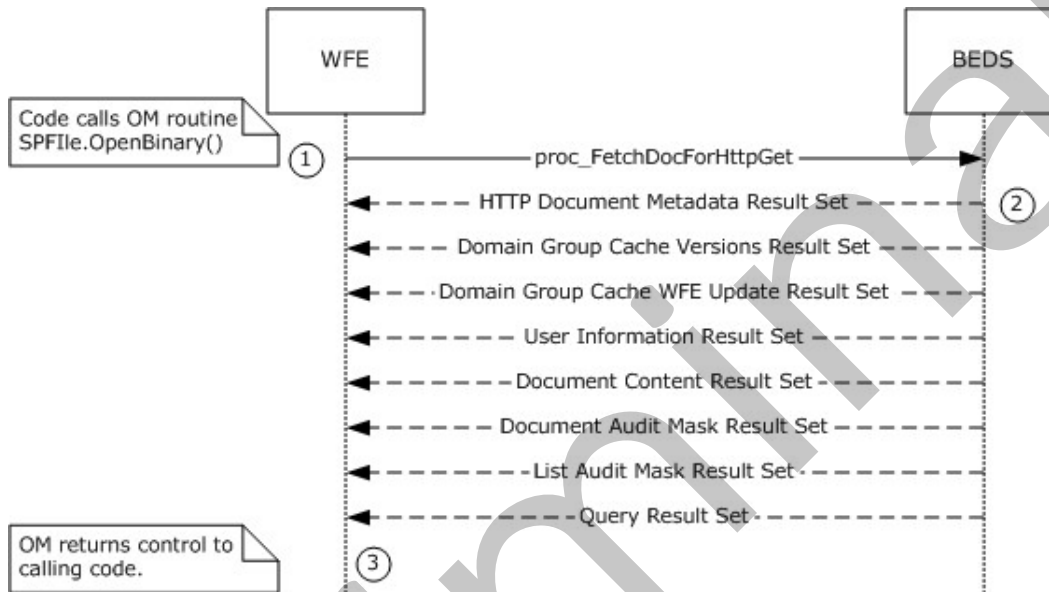 WFE
BEDS
Code calls OM routine
SPFIle.OpenBinary()
1
proc_FetchDocForHttpGet
HTTP Document Metadata Result Set
2
Domain Group Cache Versions Result Set
Domain Group Cache WFE Update Result Set
User Information Result Set
Document Content Result Set
Document Audit Mask Result Set
List Audit Mask Result Set
Query Result Set
OM returns control to
calling code.
3